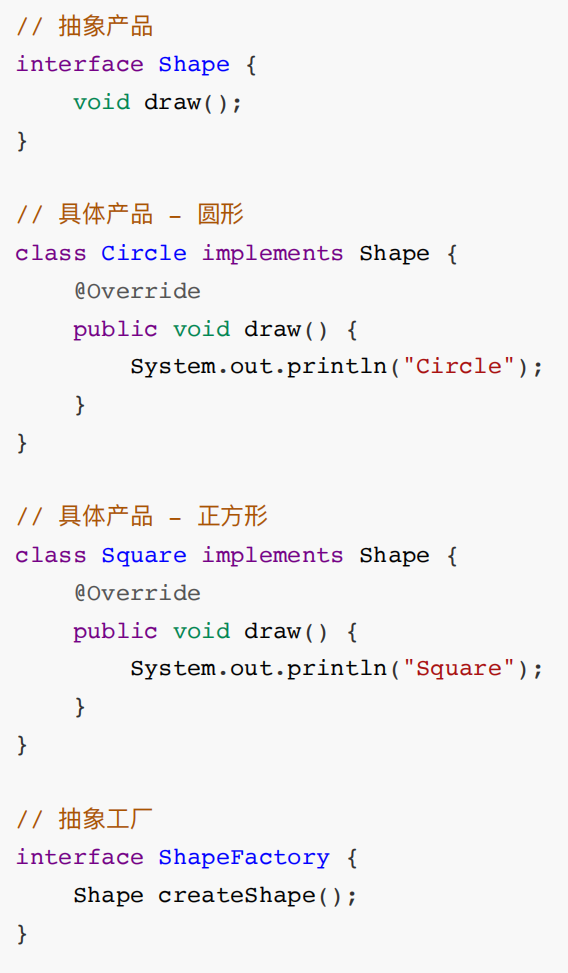 // 抽象产品
interface Shape {
    void draw();
}

// 具体产品 - 圆形
class Circle implements Shape {
    @Override
    public void draw() {
        System.out.println("Circle");
    }
}

// 具体产品 - 正方形
class Square implements Shape {
    @Override
    public void draw() {
        System.out.println("Square");
    }
}

// 抽象工厂
interface ShapeFactory {
    Shape createShape();
}